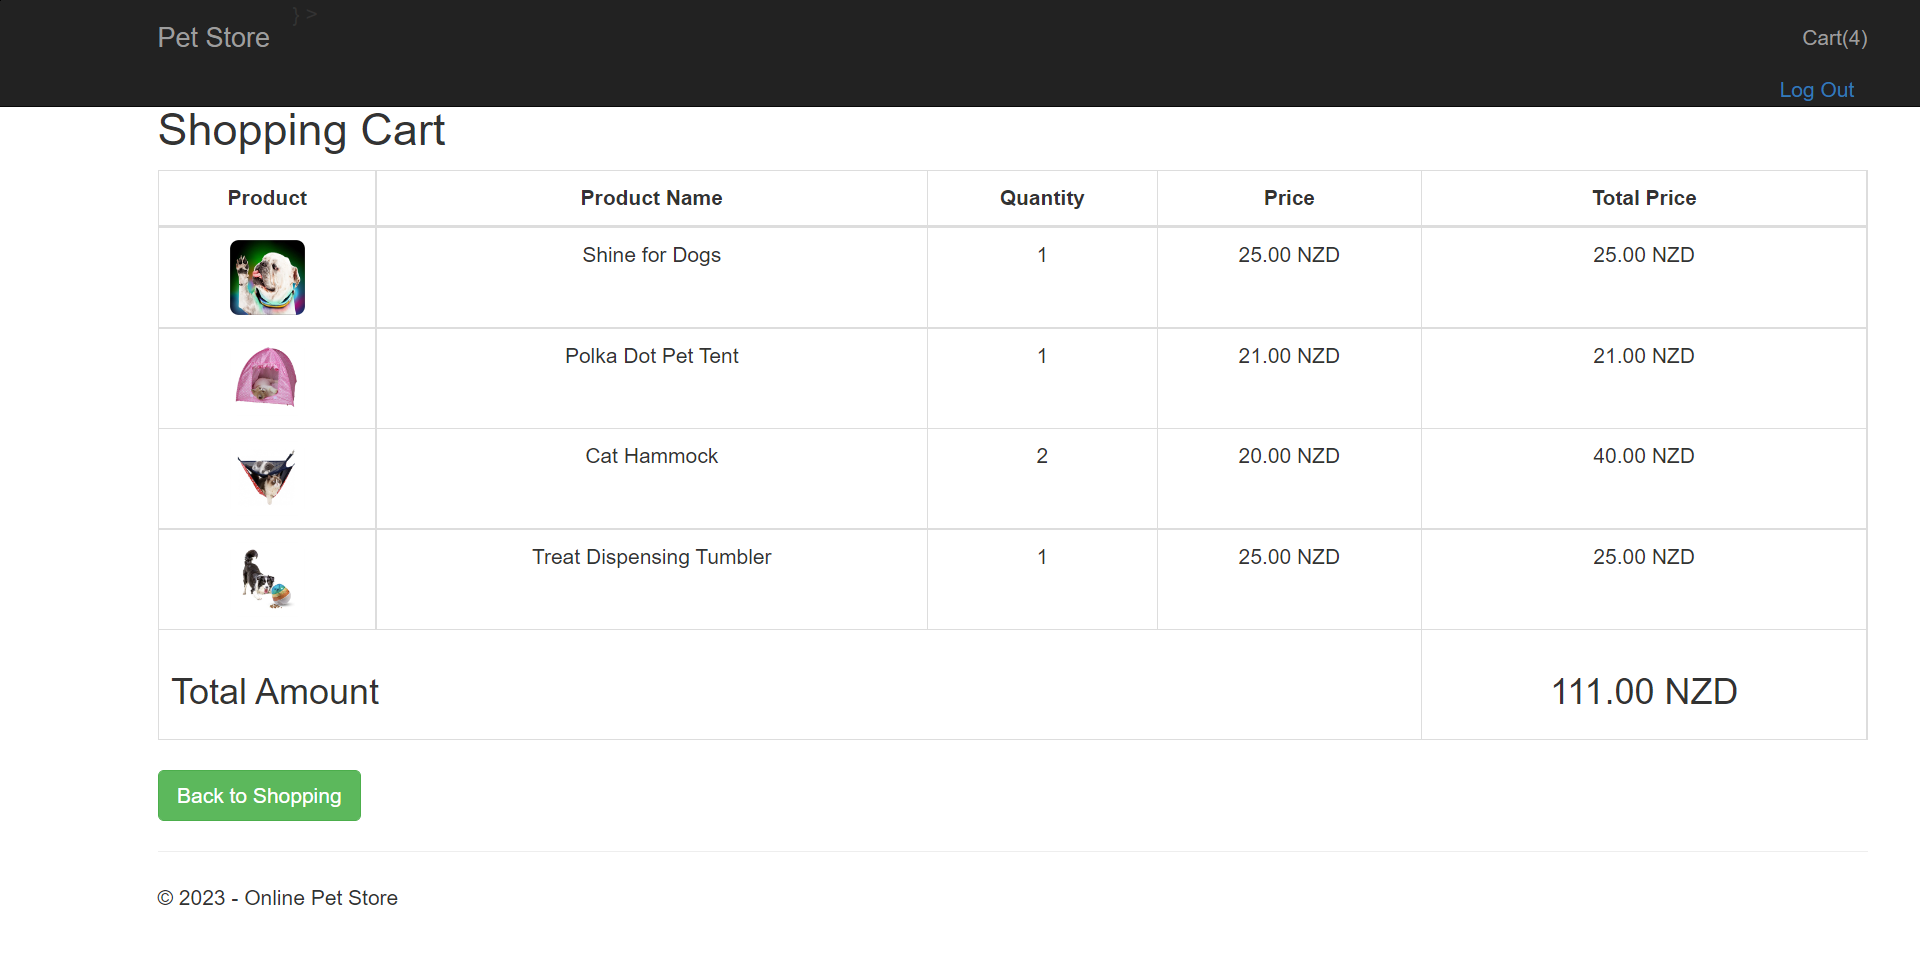 } >
Pet Store
Cart(4)
Log Out
Shopping Cart
Product Product Name Quantity Price Total Price
Shine for Dogs 1 25.00 NZD 25.00 NZD
Polka Dot Pet Tent 1 21.00 NZD 21.00 NZD
Cat Hammock 2 20.00 NZD 40.00 NZD
Treat Dispensing Tumbler 1 25.00 NZD 25.00 NZD
Total Amount 111.00 NZD
Back to Shopping
© 2023 - Online Pet Store